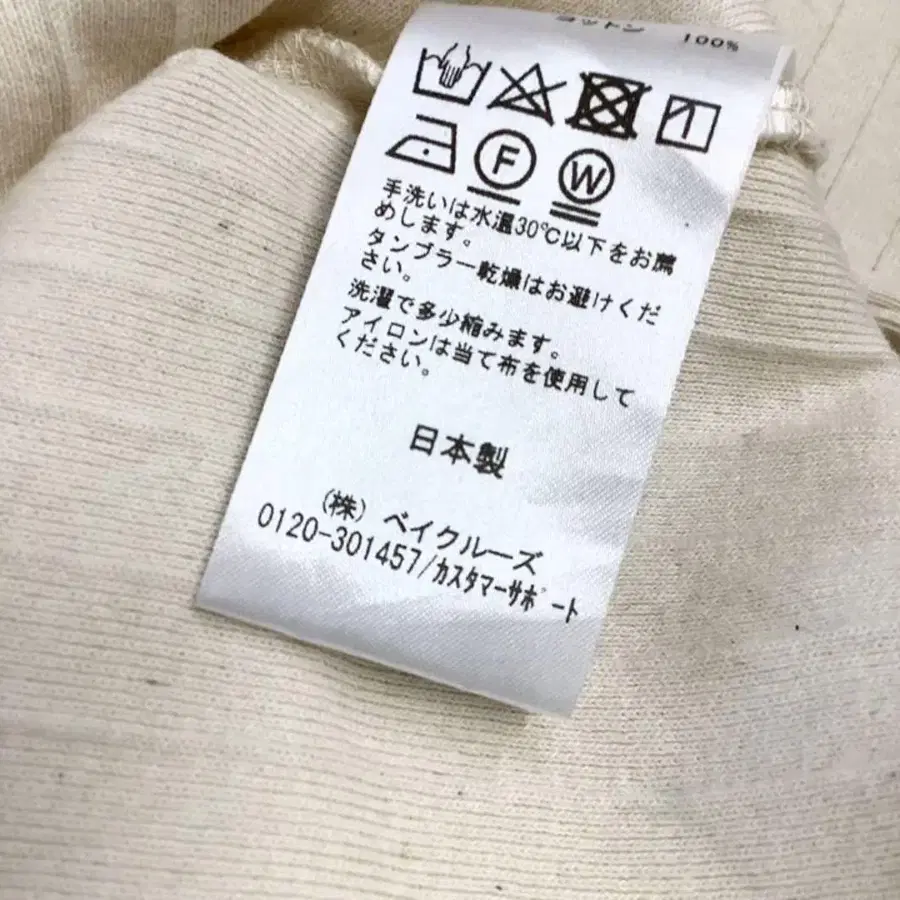 コットン 100%
F W
手洗いは水温30℃以下をお薦
めします。
タンブラー乾燥はお避けくだ
さい。
洗濯で多少縮みます。
アイロンは当て布を使用して
ください。
日本製
(株) ベイクルーズ
0120-301457/ｶｽﾀﾏｰｻﾎﾟｰﾄ